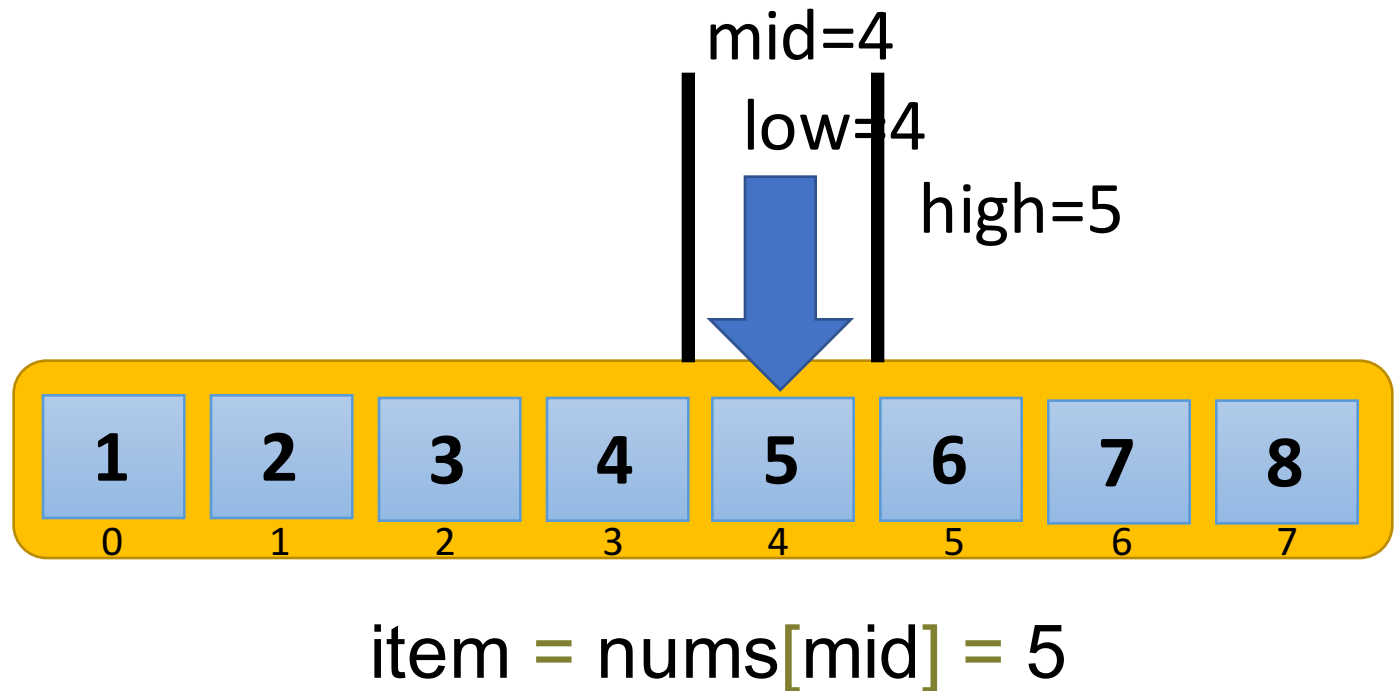 mid=4
low=4
high=5
1 2 3 4 5 6 7 8
0 1 2 3 4 5 6 7
item = nums[mid] = 5